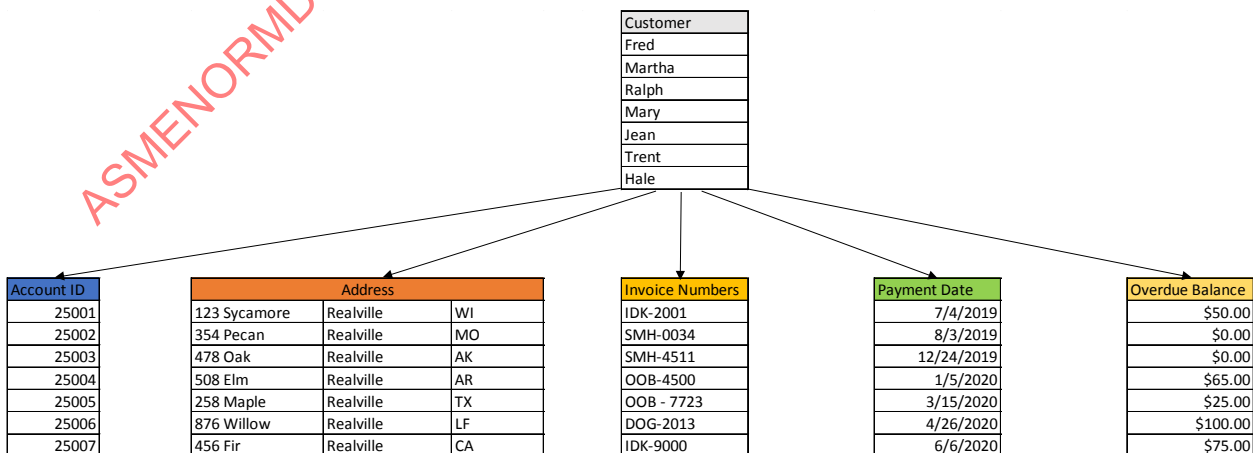 ASMENORMD
Customer
Fred
Martha
Ralph
Mary
Jean
Trent
Hale
Account ID
25001
25002
25003
25004
25005
25006
25007
Address
123 Sycamore Realville WI
354 Pecan Realville MO
478 Oak Realville AK
508 Elm Realville AR
258 Maple Realville TX
876 Willow Realville LF
456 Fir Realville CA
Invoice Numbers
IDK-2001
SMH-0034
SMH-4511
OOB-4500
OOB - 7723
DOG-2013
IDK-9000
Payment Date
7/4/2019
8/3/2019
12/24/2019
1/5/2020
3/15/2020
4/26/2020
6/6/2020
Overdue Balance
$50.00
$0.00
$0.00
$65.00
$25.00
$100.00
$75.00